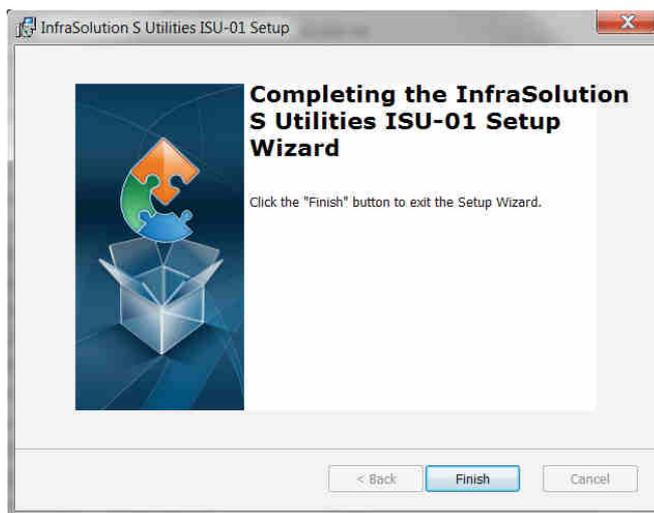 InfraSolution S Utilities ISU-01 Setup
Completing the InfraSolution
S Utilities ISU-01 Setup
Wizard
Click the "Finish" button to exit the Setup Wizard.
< Back
Finish
Cancel